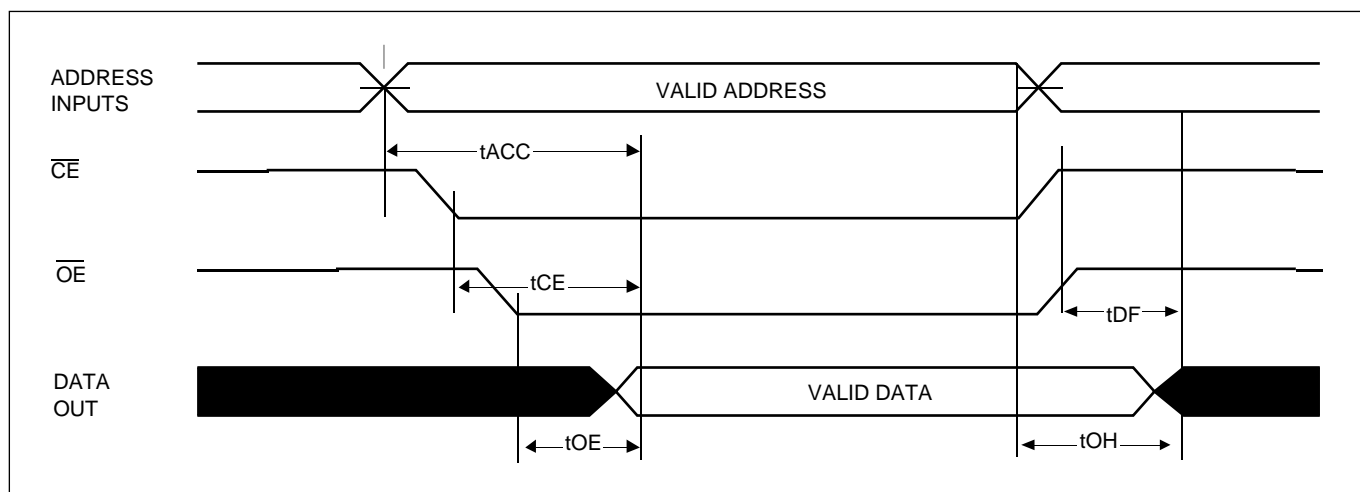 ADDRESS
INPUTS
VALID ADDRESS
tACC
CE
OE
tCE
tDF
DATA
OUT
VALID DATA
tOE
tOH